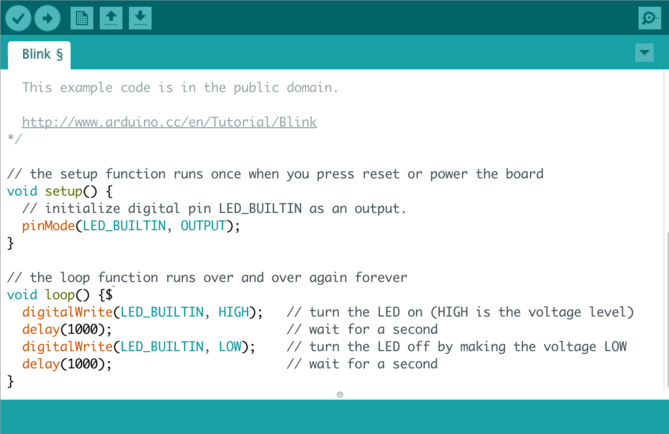 Blink §
This example code is in the public domain.
http://www.arduino.cc/en/Tutorial/Blink
*/
// the setup function runs once when you press reset or power the board
void setup() {
  // initialize digital pin LED_BUILTIN as an output.
  pinMode(LED_BUILTIN, OUTPUT);
}
// the loop function runs over and over again forever
void loop() {$
  digitalWrite(LED_BUILTIN, HIGH);   // turn the LED on (HIGH is the voltage level)
  delay(1000);                       // wait for a second
  digitalWrite(LED_BUILTIN, LOW);    // turn the LED off by making the voltage LOW
  delay(1000);                       // wait for a second
}